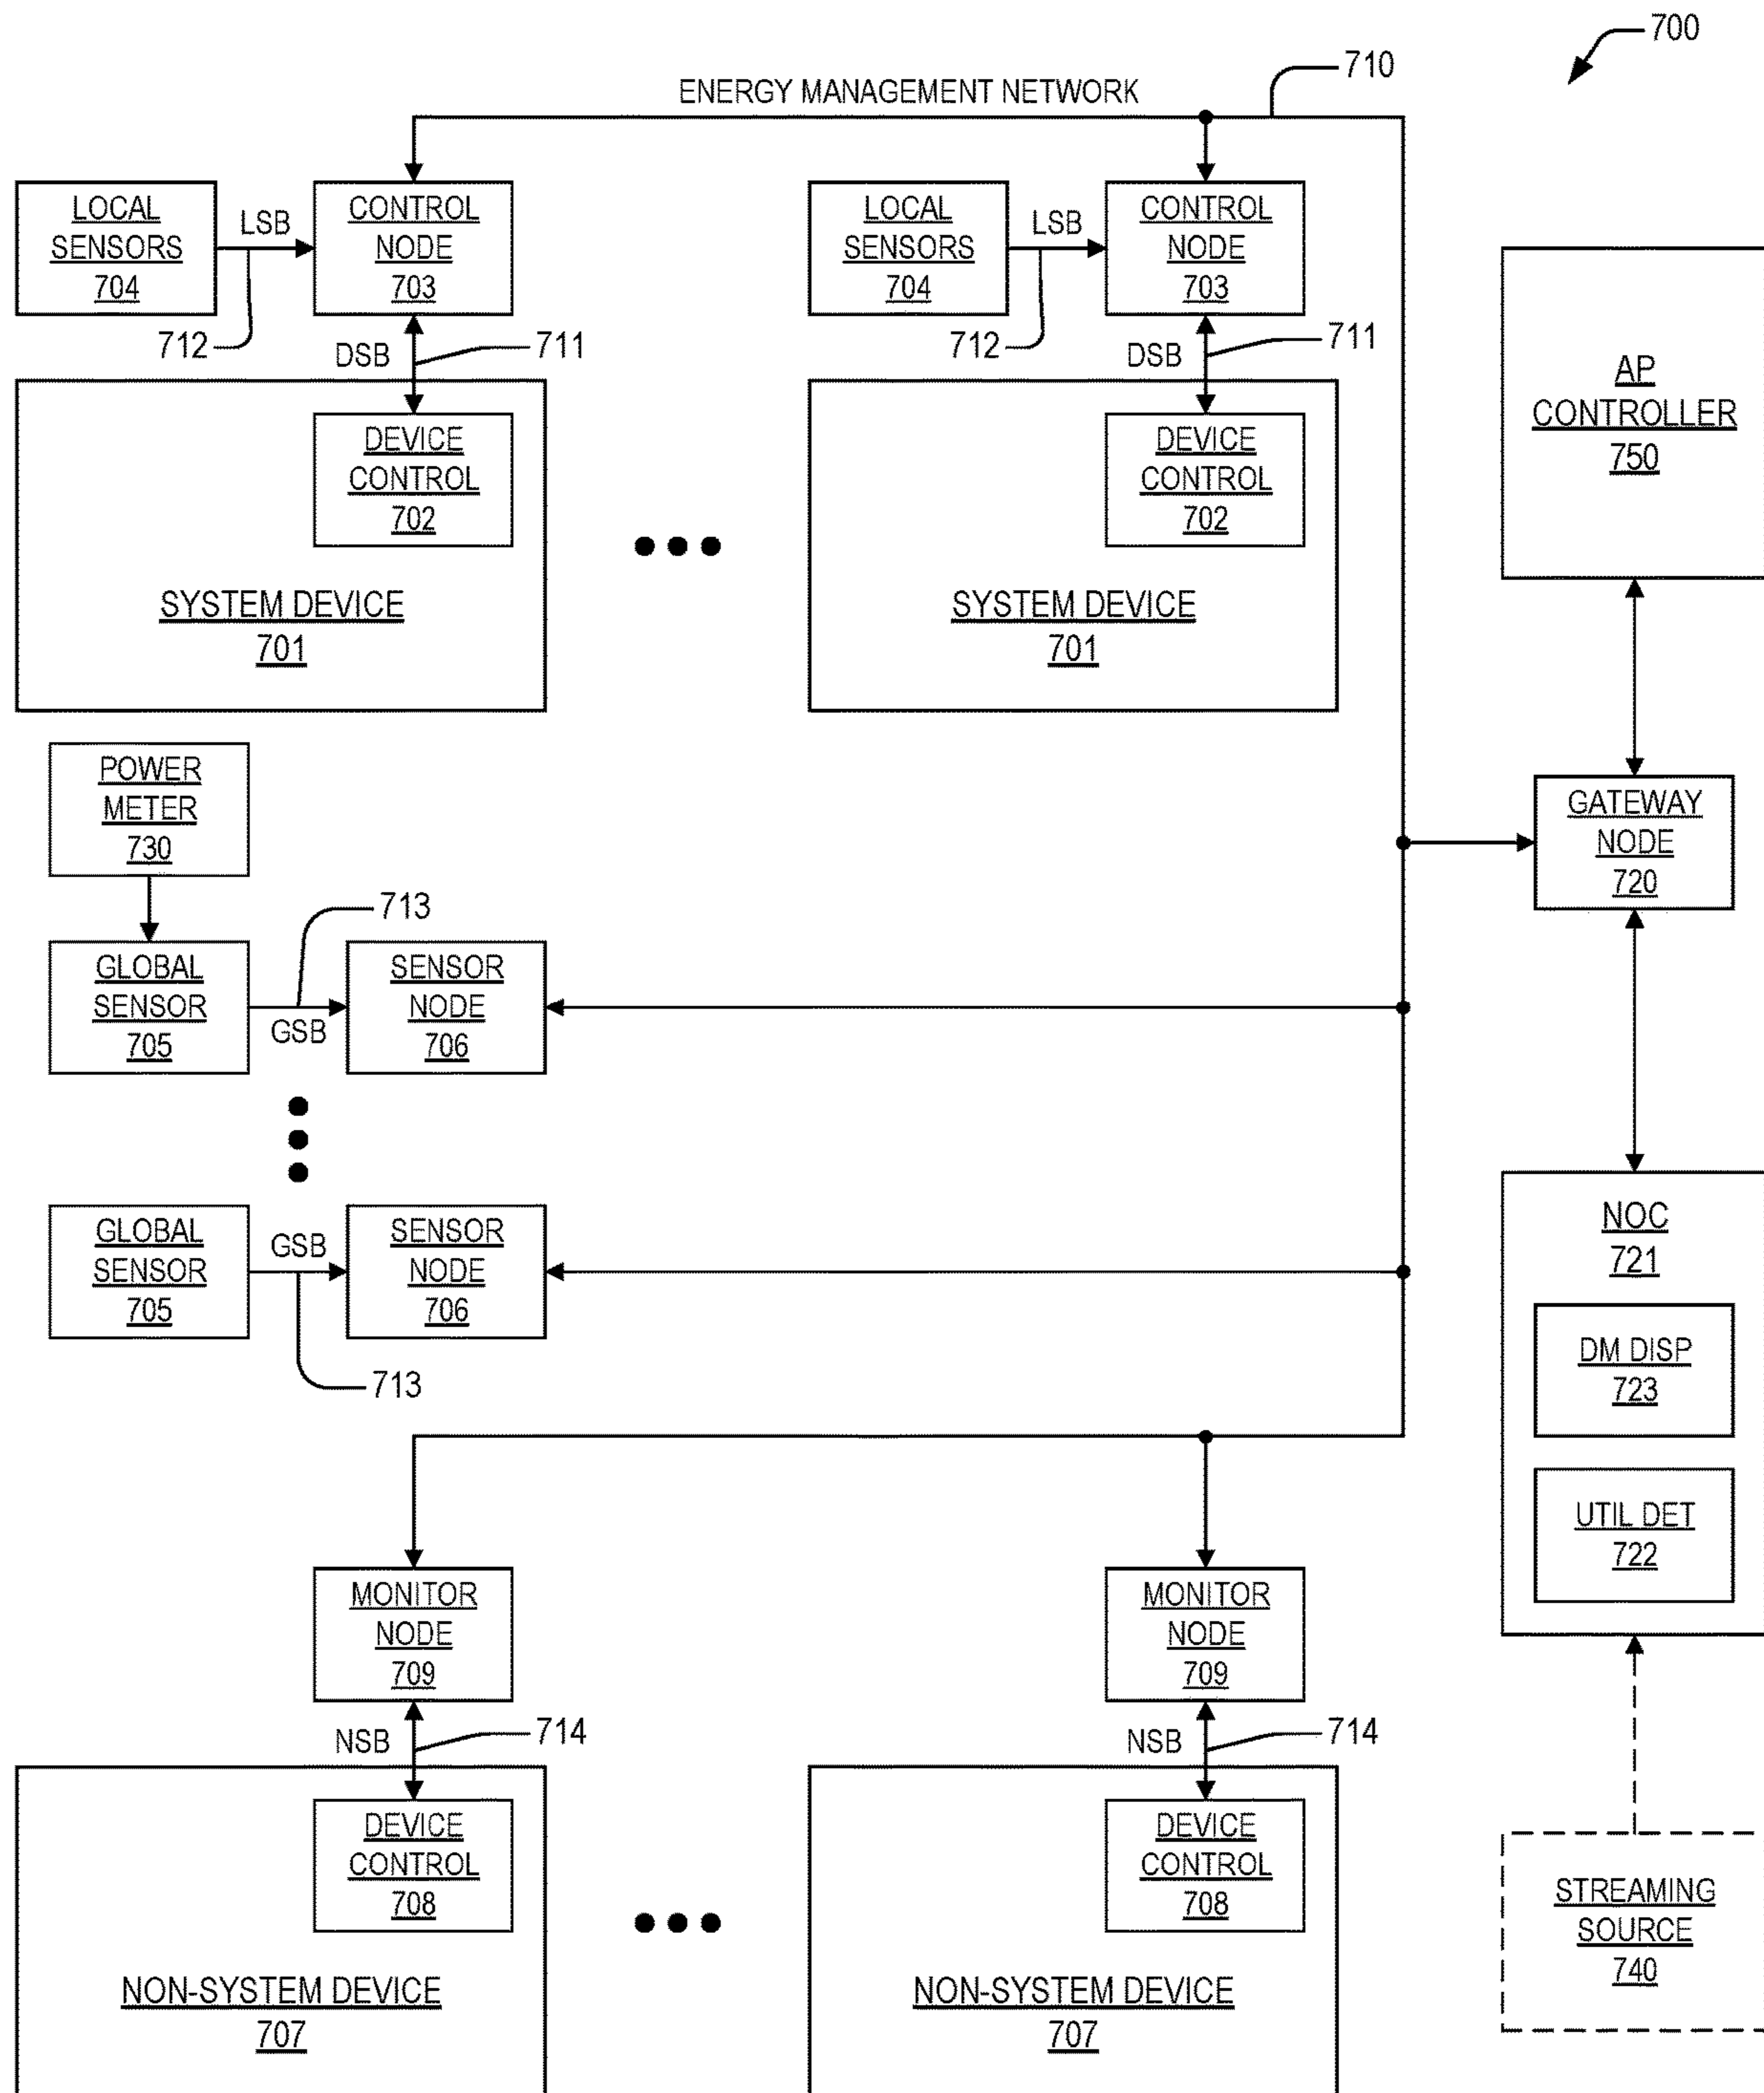 700
710
ENERGY MANAGEMENT NETWORK
LOCAL
SENSORS
704
LSB
712
CONTROL
NODE
703
DSB
711
DEVICE
CONTROL
702
SYSTEM DEVICE
701
LOCAL
SENSORS
704
LSB
712
CONTROL
NODE
703
DSB
711
DEVICE
CONTROL
702
SYSTEM DEVICE
701
AP
CONTROLLER
750
POWER
METER
730
GATEWAY
NODE
720
713
GLOBAL
SENSOR
705
GSB
SENSOR
NODE
706
GLOBAL
SENSOR
705
GSB
713
SENSOR
NODE
706
NOC
721
DM DISP
723
UTIL DET
722
MONITOR
NODE
709
NSB
714
DEVICE
CONTROL
708
NON-SYSTEM DEVICE
707
MONITOR
NODE
709
NSB
714
DEVICE
CONTROL
708
NON-SYSTEM DEVICE
707
STREAMING
SOURCE
740